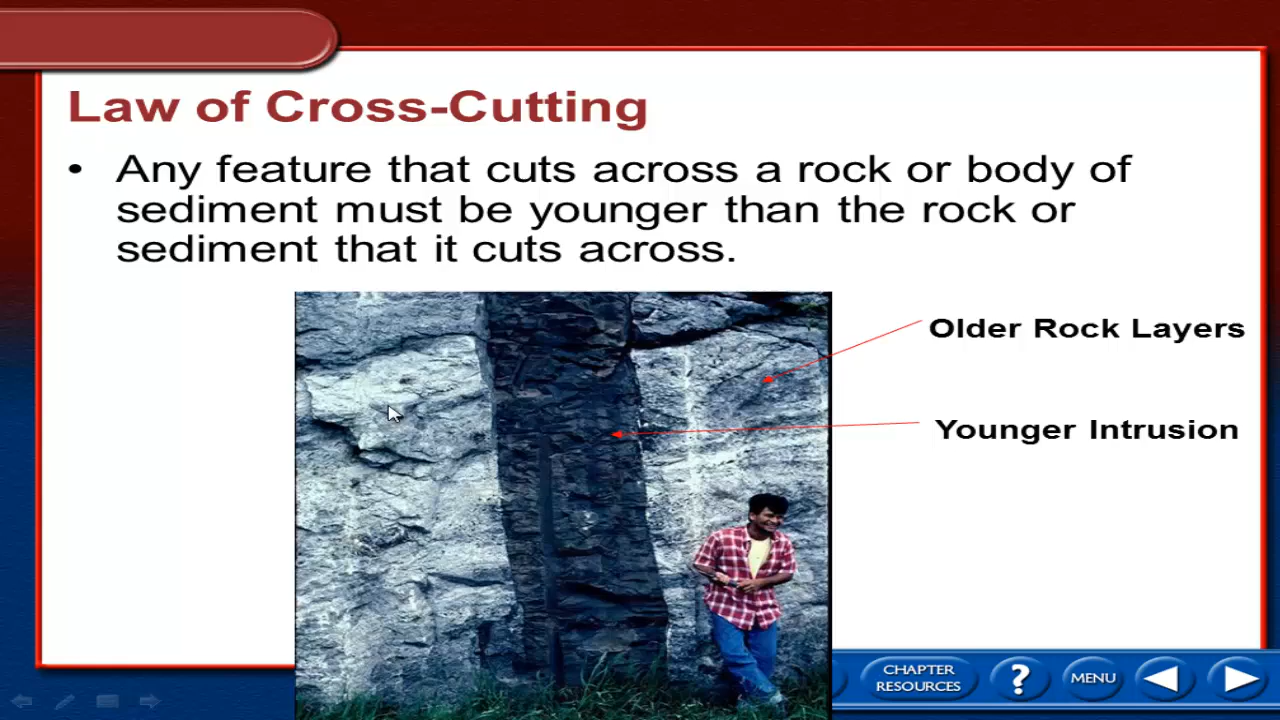 Law of Cross-Cutting
• Any feature that cuts across a rock or body of
sediment must be younger than the rock or
sediment that it cuts across.
Older Rock Layers
Younger Intrusion
CHAPTER
RESOURCES
?
MENU